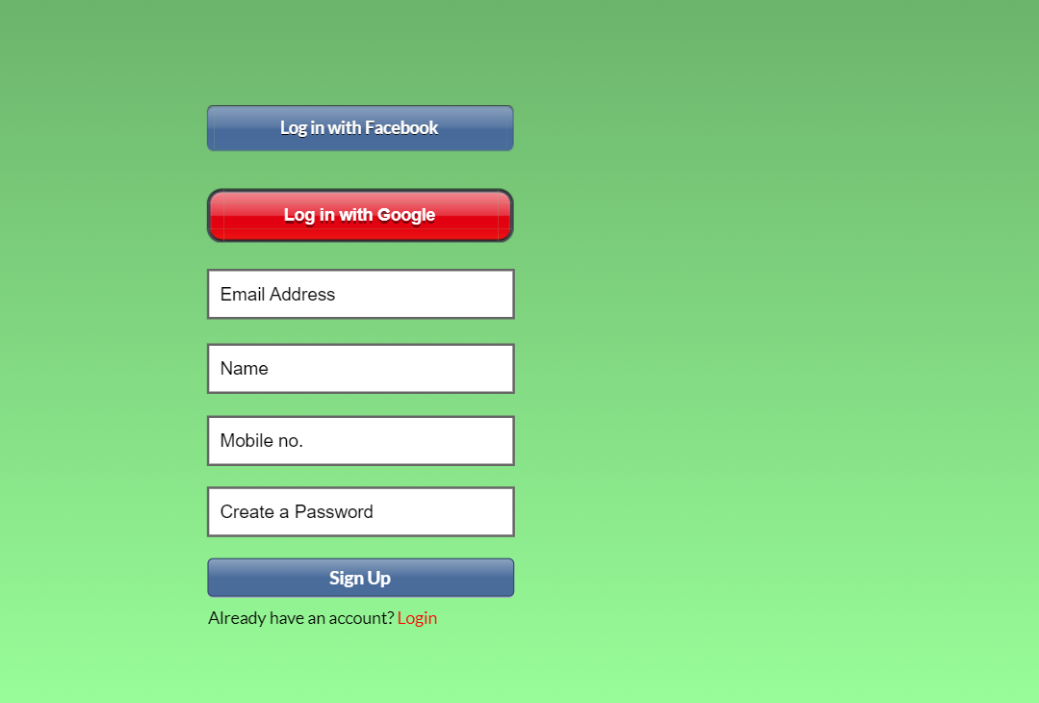 Log in with Facebook
Log in with Google
Email Address
Name
Mobile no.
Create a Password
Sign Up
Already have an account? Login